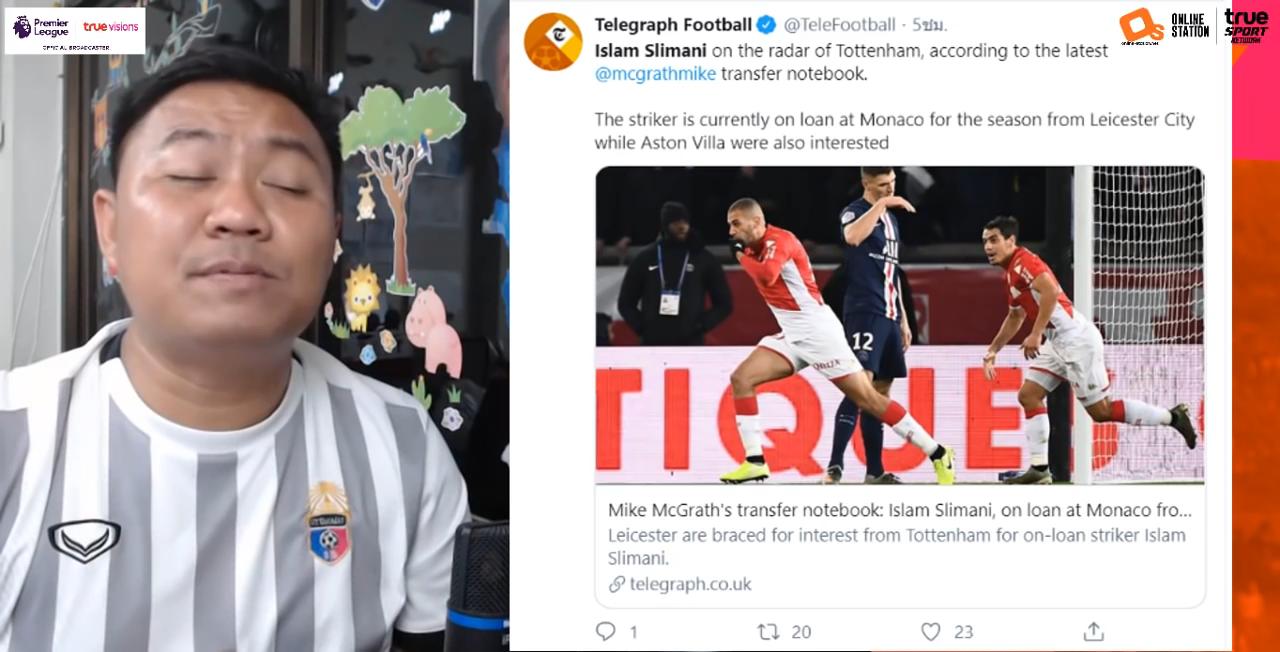 Premier
League
true visions
OFFICIAL BROADCASTER
Telegraph Football @TeleFootball · 5ชม.
Islam Slimani on the radar of Tottenham, according to the latest
@mcgrathmike transfer notebook.
The striker is currently on loan at Monaco for the season from Leicester City
while Aston Villa were also interested
12
TIQUE
Mike McGrath's transfer notebook: Islam Slimani, on loan at Monaco fro...
Leicester are braced for interest from Tottenham for on-loan striker Islam
Slimani.
telegraph.co.uk
1
20
23
ONLINE
STATION
true
SPORT
NETWORK